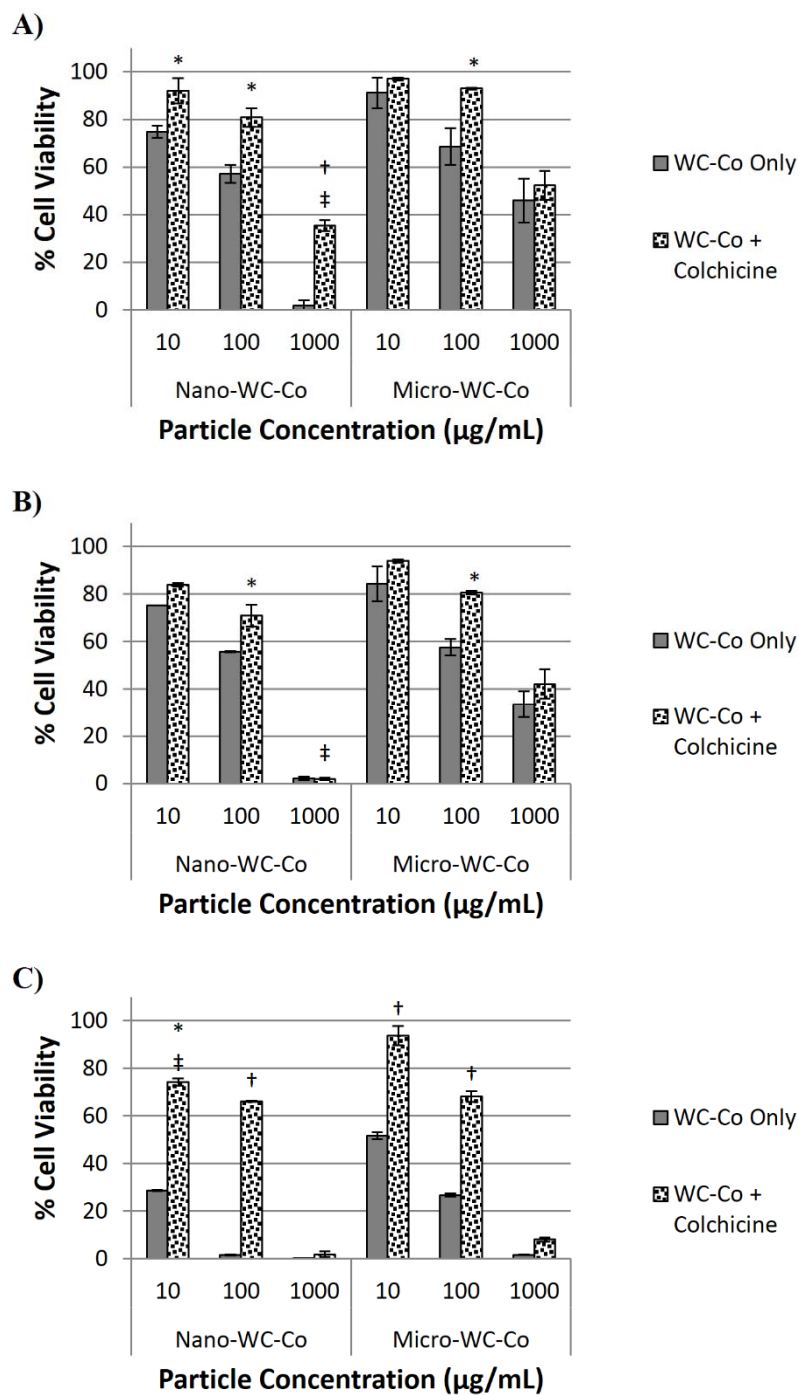 A)
% Cell Viability
100
80
60
40
20
0
* * † ‡ *
10 100 1000 10 100 1000
Nano-WC-Co Micro-WC-Co
Particle Concentration (µg/mL)
WC-Co Only
WC-Co +
Colchicine
B)
% Cell Viability
100
80
60
40
20
0
* ‡ *
10 100 1000 10 100 1000
Nano-WC-Co Micro-WC-Co
Particle Concentration (µg/mL)
WC-Co Only
WC-Co +
Colchicine
C)
% Cell Viability
100
80
60
40
20
0
* ‡ † † †
10 100 1000 10 100 1000
Nano-WC-Co Micro-WC-Co
Particle Concentration (µg/mL)
WC-Co Only
WC-Co +
Colchicine